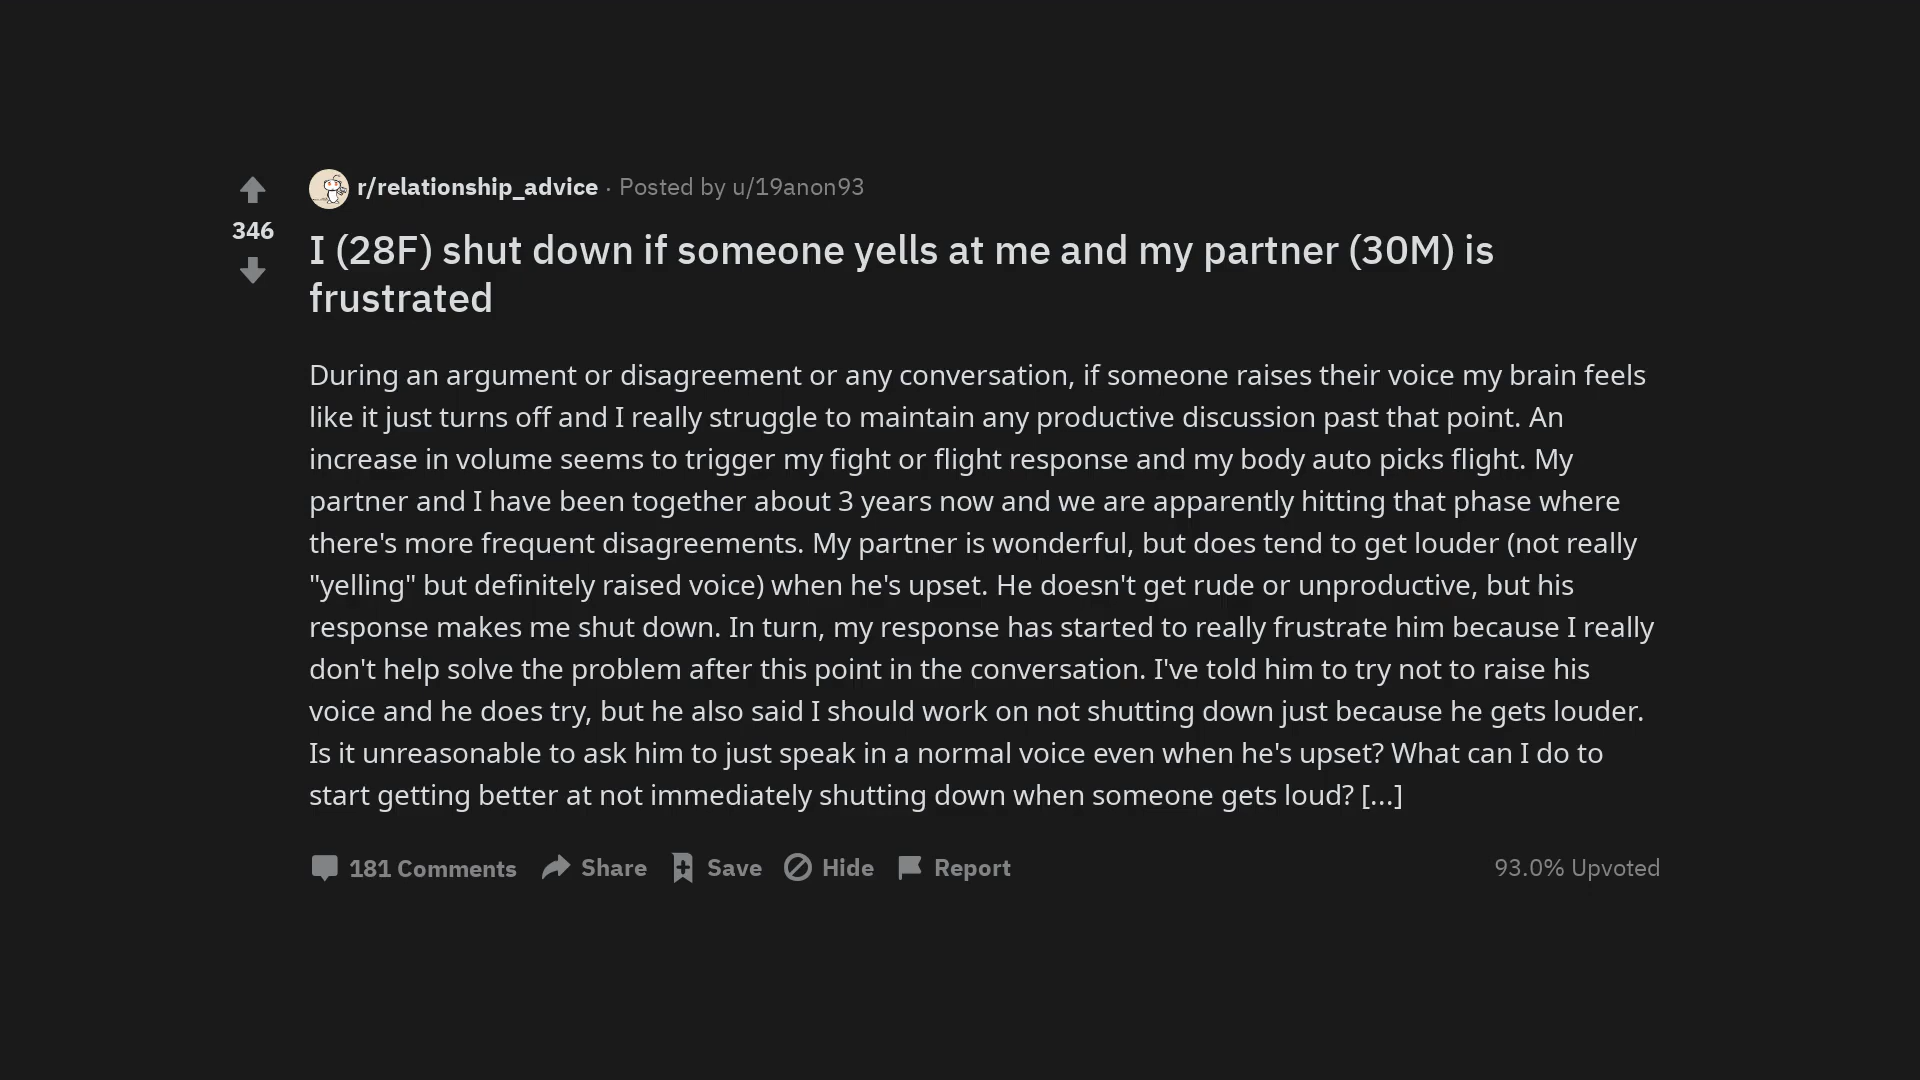 r/relationship_advice · Posted by u/19anon93
346
I (28F) shut down if someone yells at me and my partner (30M) is
frustrated
During an argument or disagreement or any conversation, if someone raises their voice my brain feels
like it just turns off and I really struggle to maintain any productive discussion past that point. An
increase in volume seems to trigger my fight or flight response and my body auto picks flight. My
partner and I have been together about 3 years now and we are apparently hitting that phase where
there's more frequent disagreements. My partner is wonderful, but does tend to get louder (not really
"yelling" but definitely raised voice) when he's upset. He doesn't get rude or unproductive, but his
response makes me shut down. In turn, my response has started to really frustrate him because I really
don't help solve the problem after this point in the conversation. I've told him to try not to raise his
voice and he does try, but he also said I should work on not shutting down just because he gets louder.
Is it unreasonable to ask him to just speak in a normal voice even when he's upset? What can I do to
start getting better at not immediately shutting down when someone gets loud? [...]
181 Comments Share Save Hide Report 93.0% Upvoted